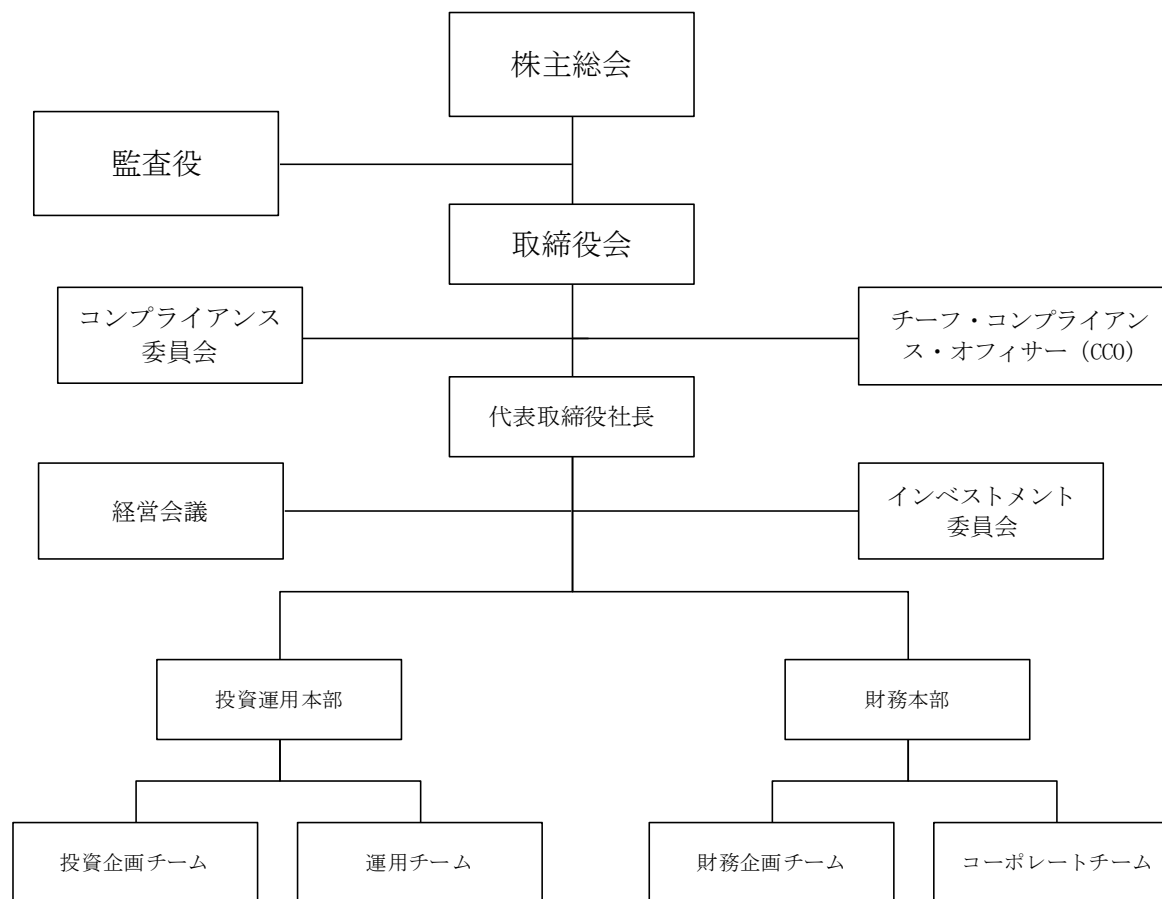 株主総会
監査役
取締役会
コンプライアンス
委員会
チーフ・コンプライアン
ス・オフィサー（CCO）
代表取締役社長
経営会議
インベストメント
委員会
投資運用本部
財務本部
投資企画チーム
運用チーム
財務企画チーム
コーポレートチーム